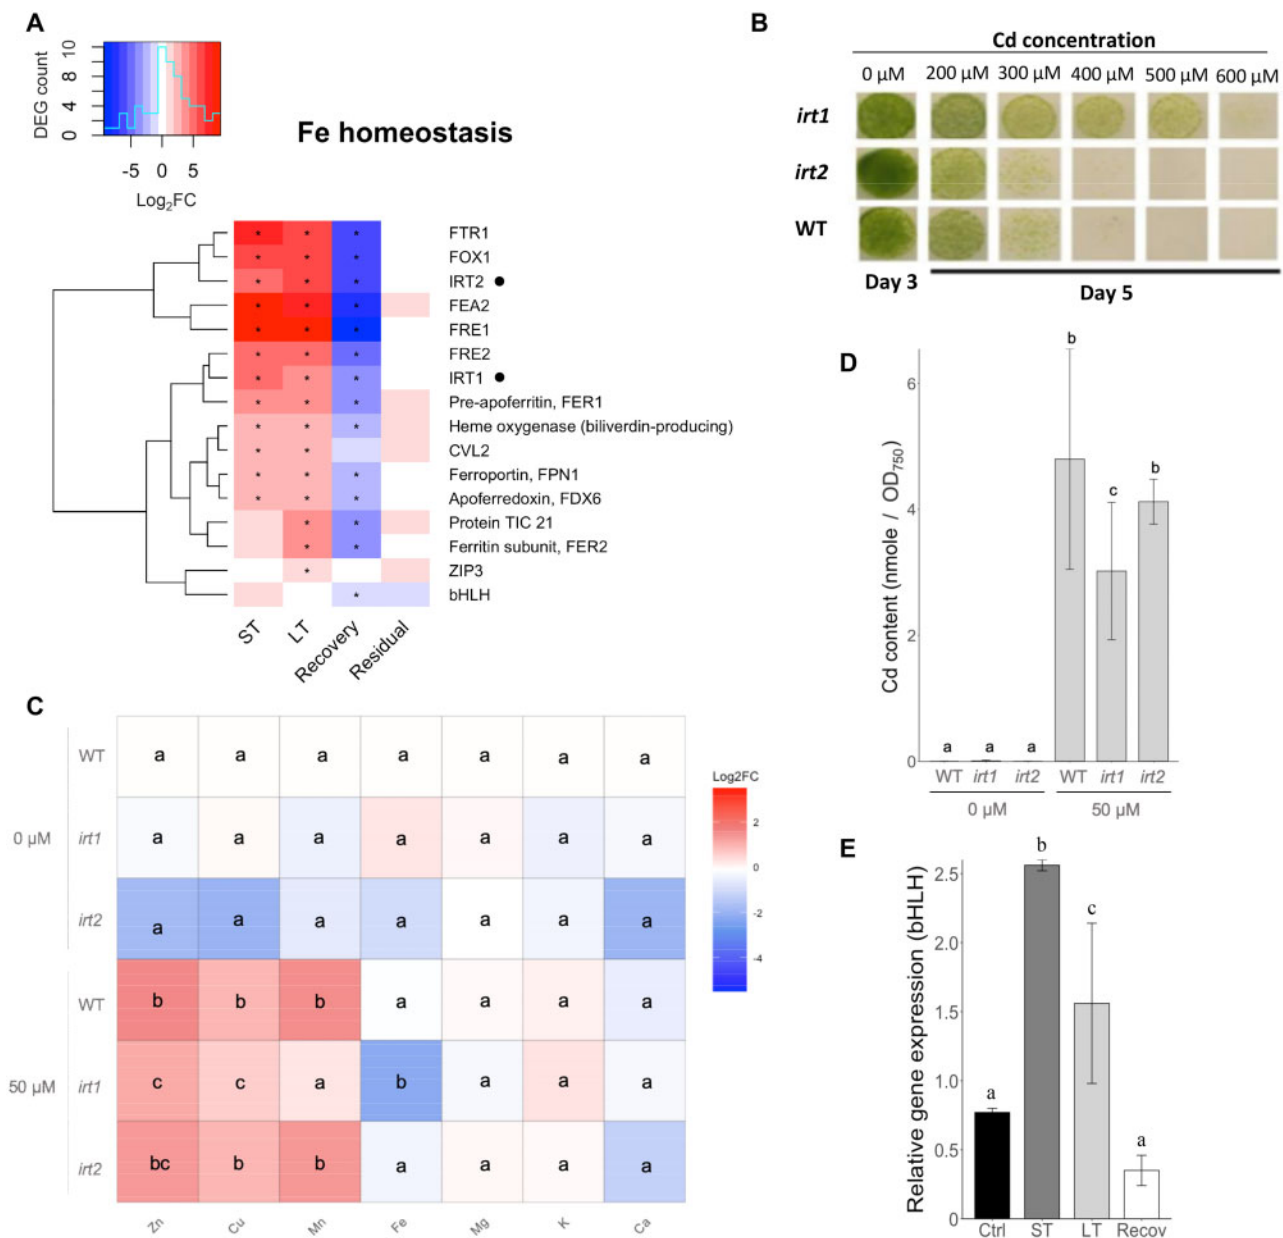 A
10
8
4
0
DEG count
-5 0 5
Log2FC
Fe homeostasis
* * * FTR1
* * * FOX1
* * * IRT2 ●
* * * FEA2
* * * FRE1
* * * FRE2
* * * IRT1 ●
* * * Pre-apoferritin, FER1
* * * Heme oxygenase (biliverdin-producing)
* * CVL2
* * * Ferroportin, FPN1
* * * Apoferredoxin, FDX6
* * Protein TIC 21
* * Ferritin subunit, FER2
* ZIP3
* bHLH
ST LT Recovery Residual
B
Cd concentration
0 µM 200 µM 300 µM 400 µM 500 µM 600 µM
irt1
irt2
WT
Day 3 Day 5
C
WT a a a a a a a
0 µM irt1 a a a a a a a
irt2 a a a a a a a
WT b b b a a a a
50 µM irt1 c c a b a a a
irt2 bc b b a a a a
Zn Cu Mn Fe Mg K Ca
Log2FC
2
0
-2
-4
D
Cd content (nmole / OD750)
6
4
2
0
a a a b c b
WT irt1 irt2 WT irt1 irt2
0 µM 50 µM
E
Relative gene expression (bHLH)
2.5
2.0
1.5
1.0
0.5
0
a b c a
Ctrl ST LT Recov